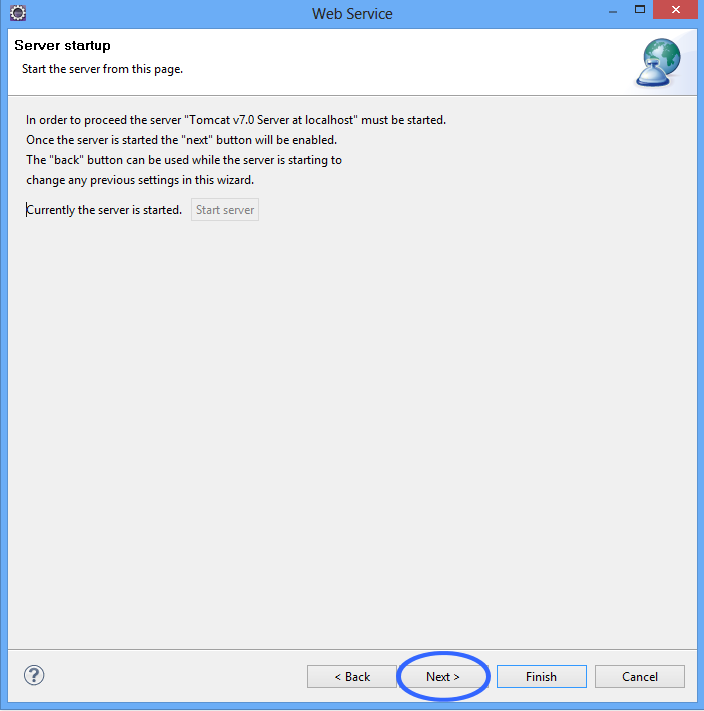 Web Service
Server startup
Start the server from this page.
In order to proceed the server "Tomcat v7.0 Server at localhost" must be started.
Once the server is started the "next" button will be enabled.
The "back" button can be used while the server is starting to
change any previous settings in this wizard.
Currently the server is started. Start server
? < Back Next > Finish Cancel